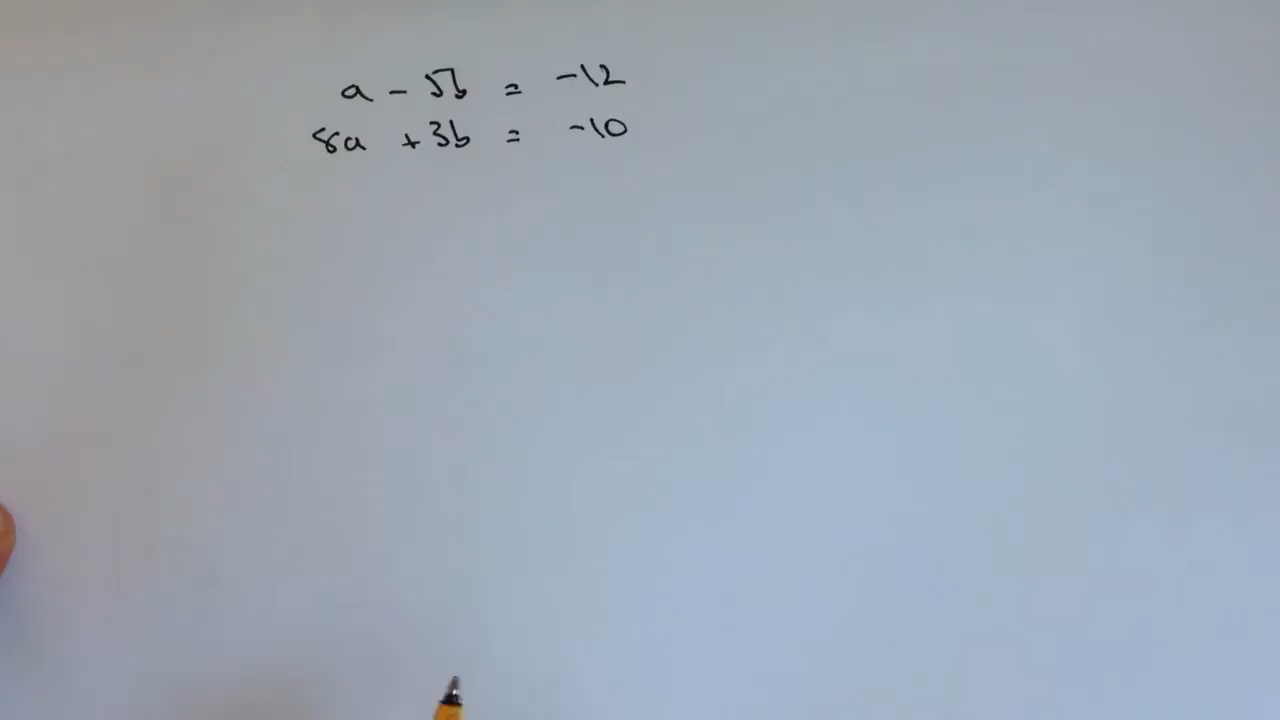 a - 5b = -12
8a + 3b = -10